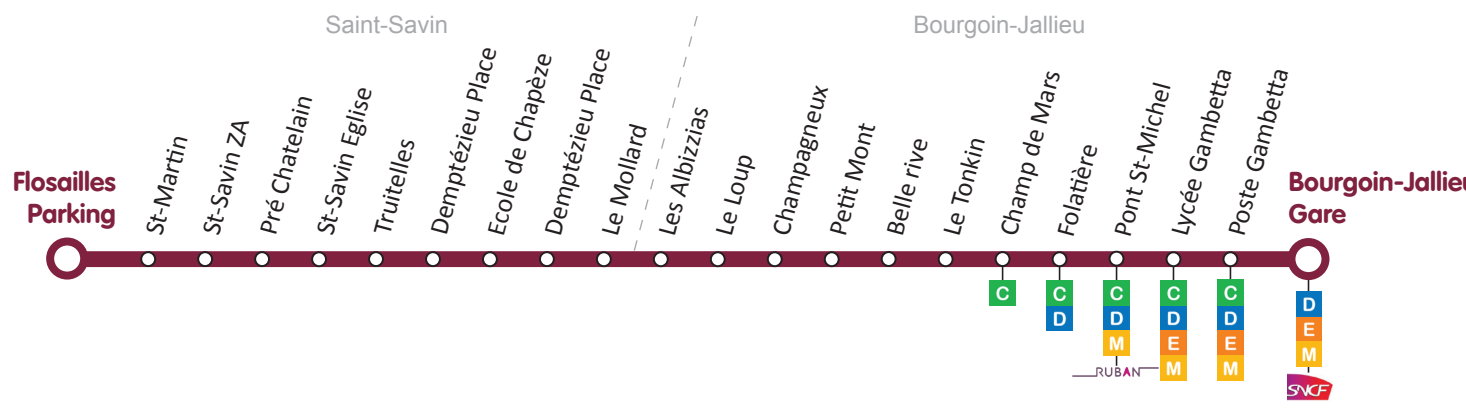 Saint-Savin
Bourgoin-Jallieu
Flosailles
Parking
St-Martin
St-Savin ZA
Pré Chatelain
St-Savin Eglise
Truitelles
Demptézieu Place
Ecole de Chapèze
Demptézieu Place
Le Mollard
Les Albizzias
Le Loup
Champagneux
Petit Mont
Belle rive
Le Tonkin
Champ de Mars
Folatière
Pont St-Michel
Lycée Gambetta
Poste Gambetta
Bourgoin-Jallieu
Gare
C
C
D
C
D
M
RUBAN
C
D
E
M
C
D
E
M
D
E
M
SNCF